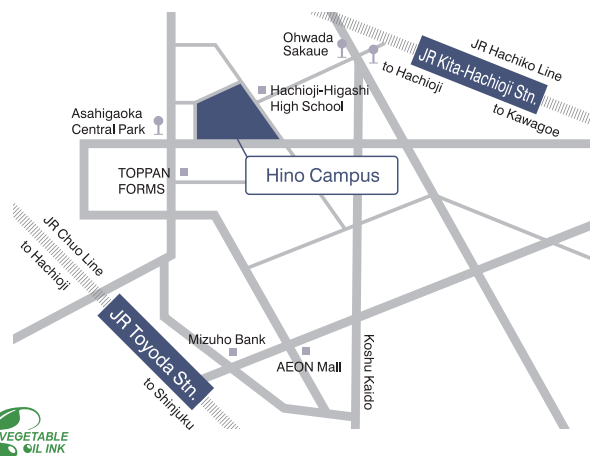 Ohwada
Sakaue
JR Hachiko Line
JR Kita-Hachioji Stn.
to Hachioji
to Kawagoe
Hachioji-Higashi
High School
Asahigaoka
Central Park
TOPPAN
FORMS
Hino Campus
JR Chuo Line
to Hachioji
JR Toyoda Stn.
to Shinjuku
Mizuho Bank
AEON Mall
Koshu Kaido
VEGETABLE
OIL INK